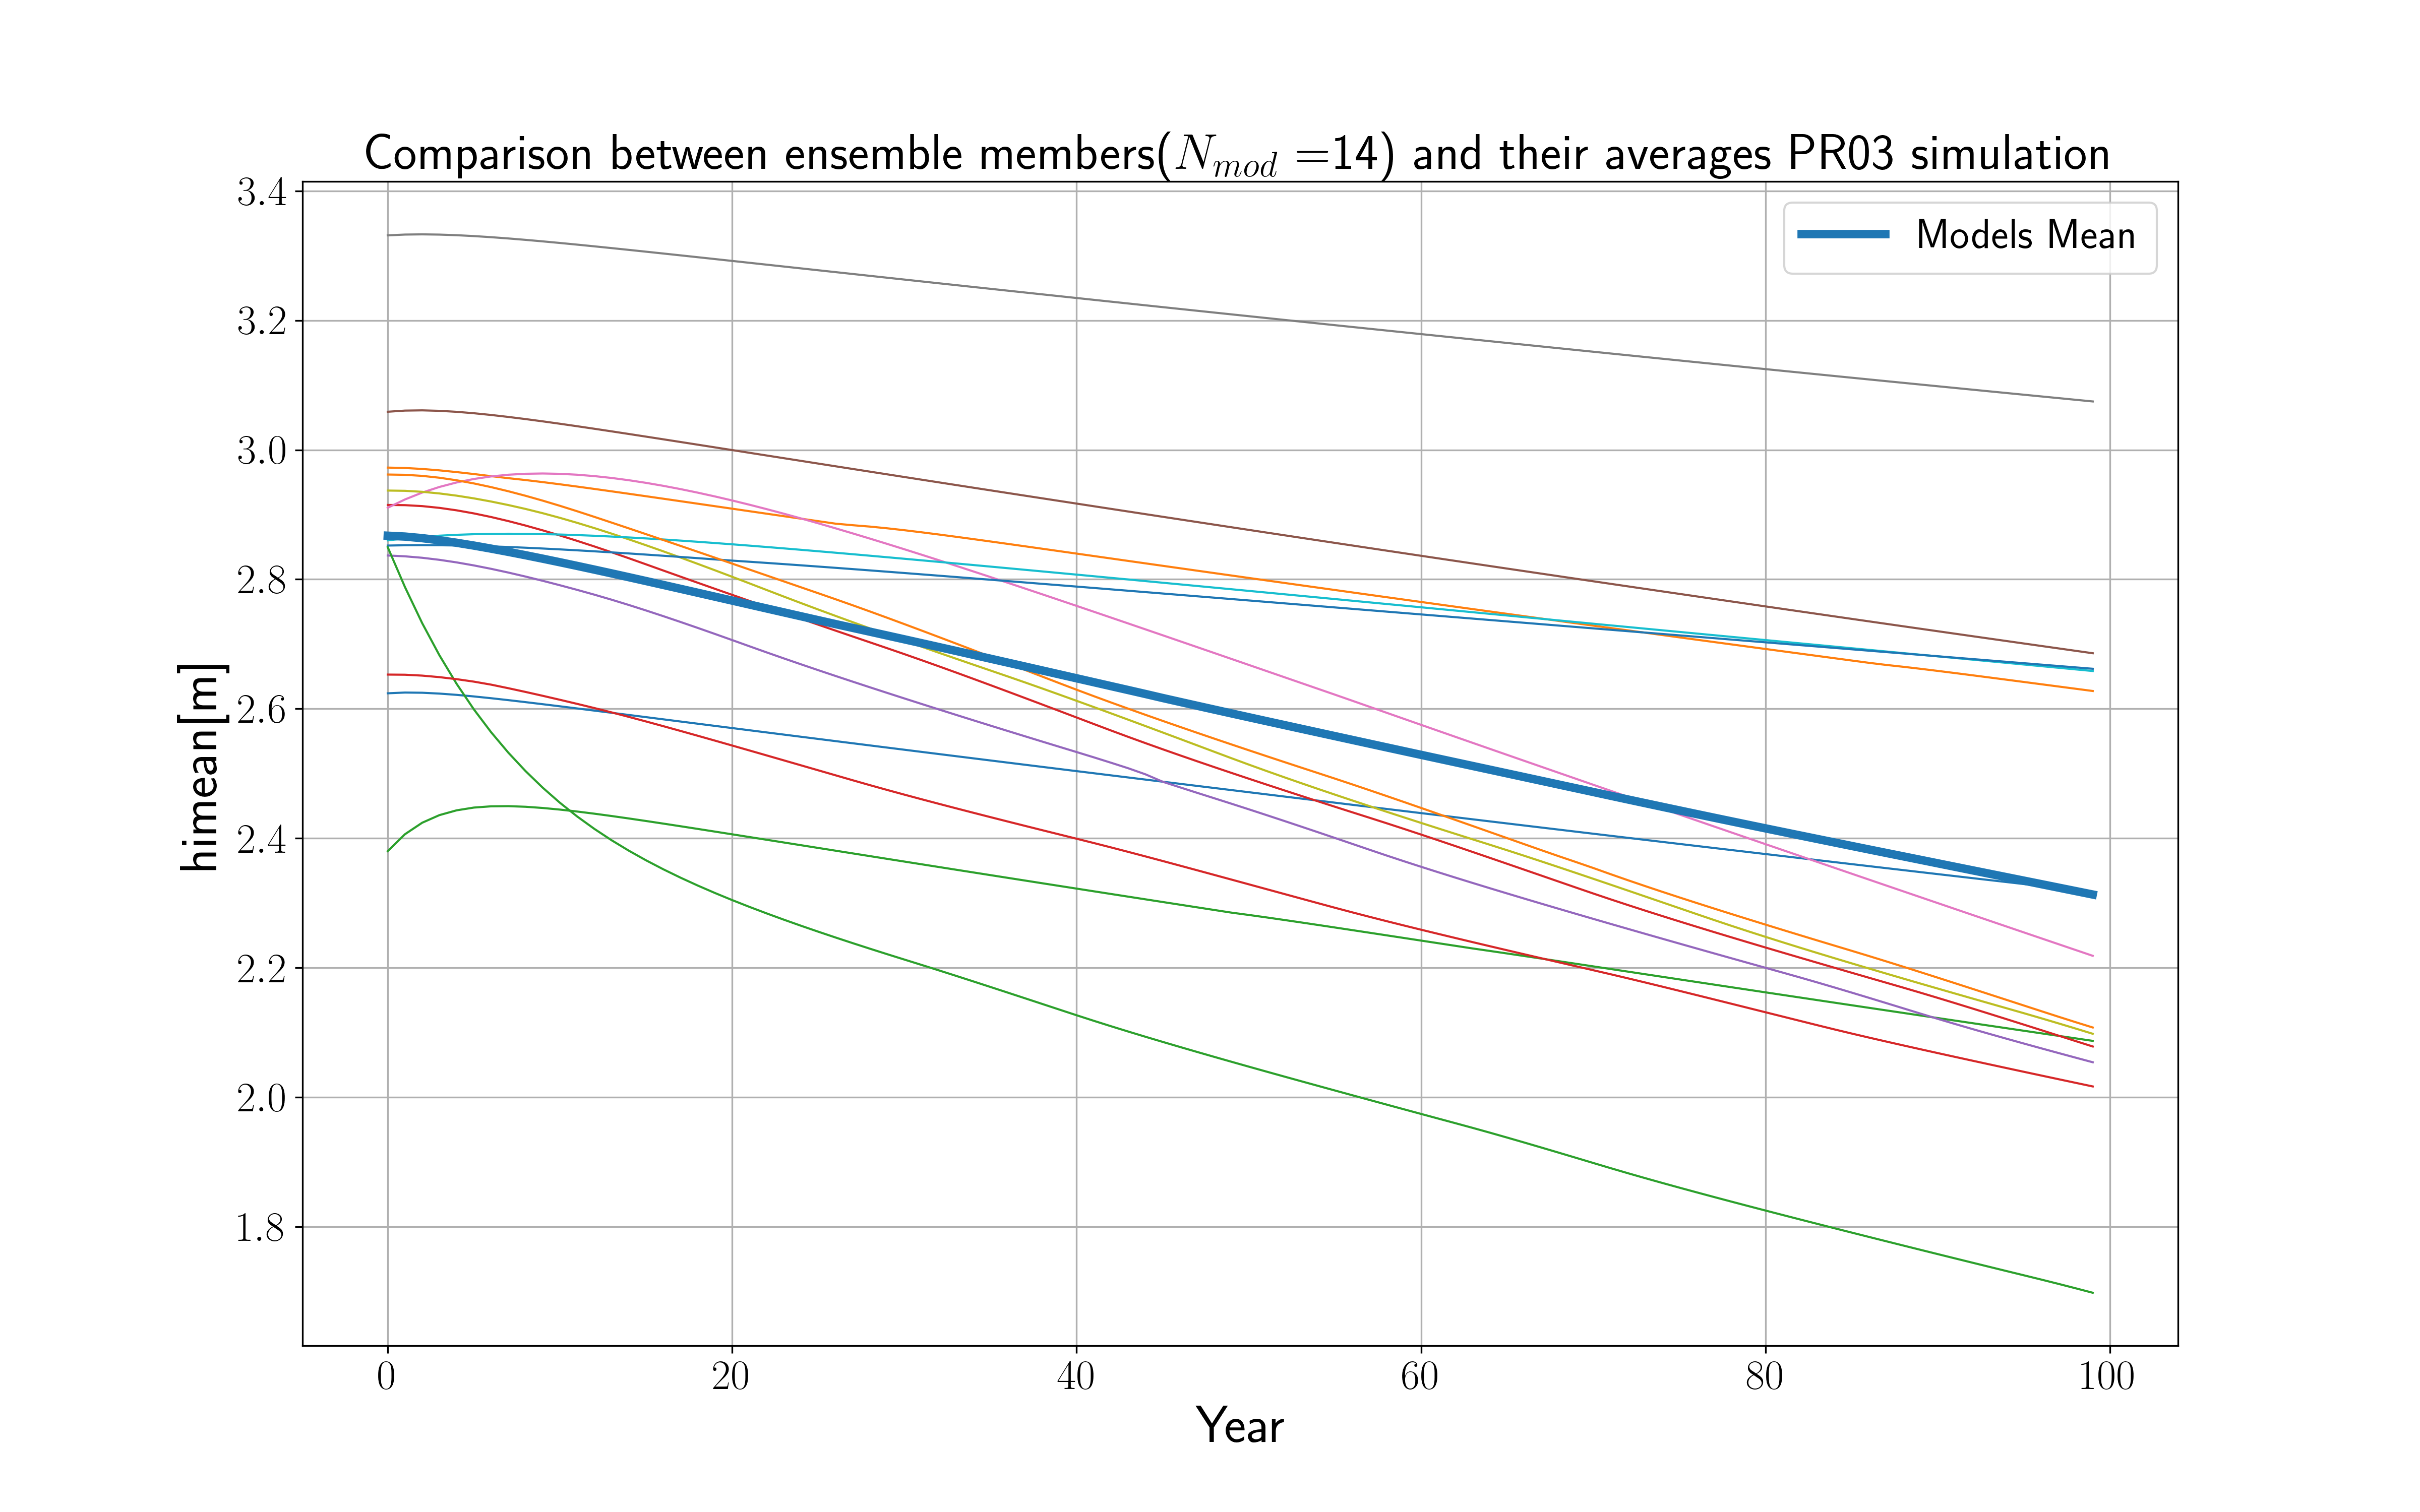 Comparison between ensemble members(N_mod =14) and their averages PR03 simulation
Models Mean
himean[m]
3.4
3.2
3.0
2.8
2.6
2.4
2.2
2.0
1.8
0 20 40 60 80 100
Year